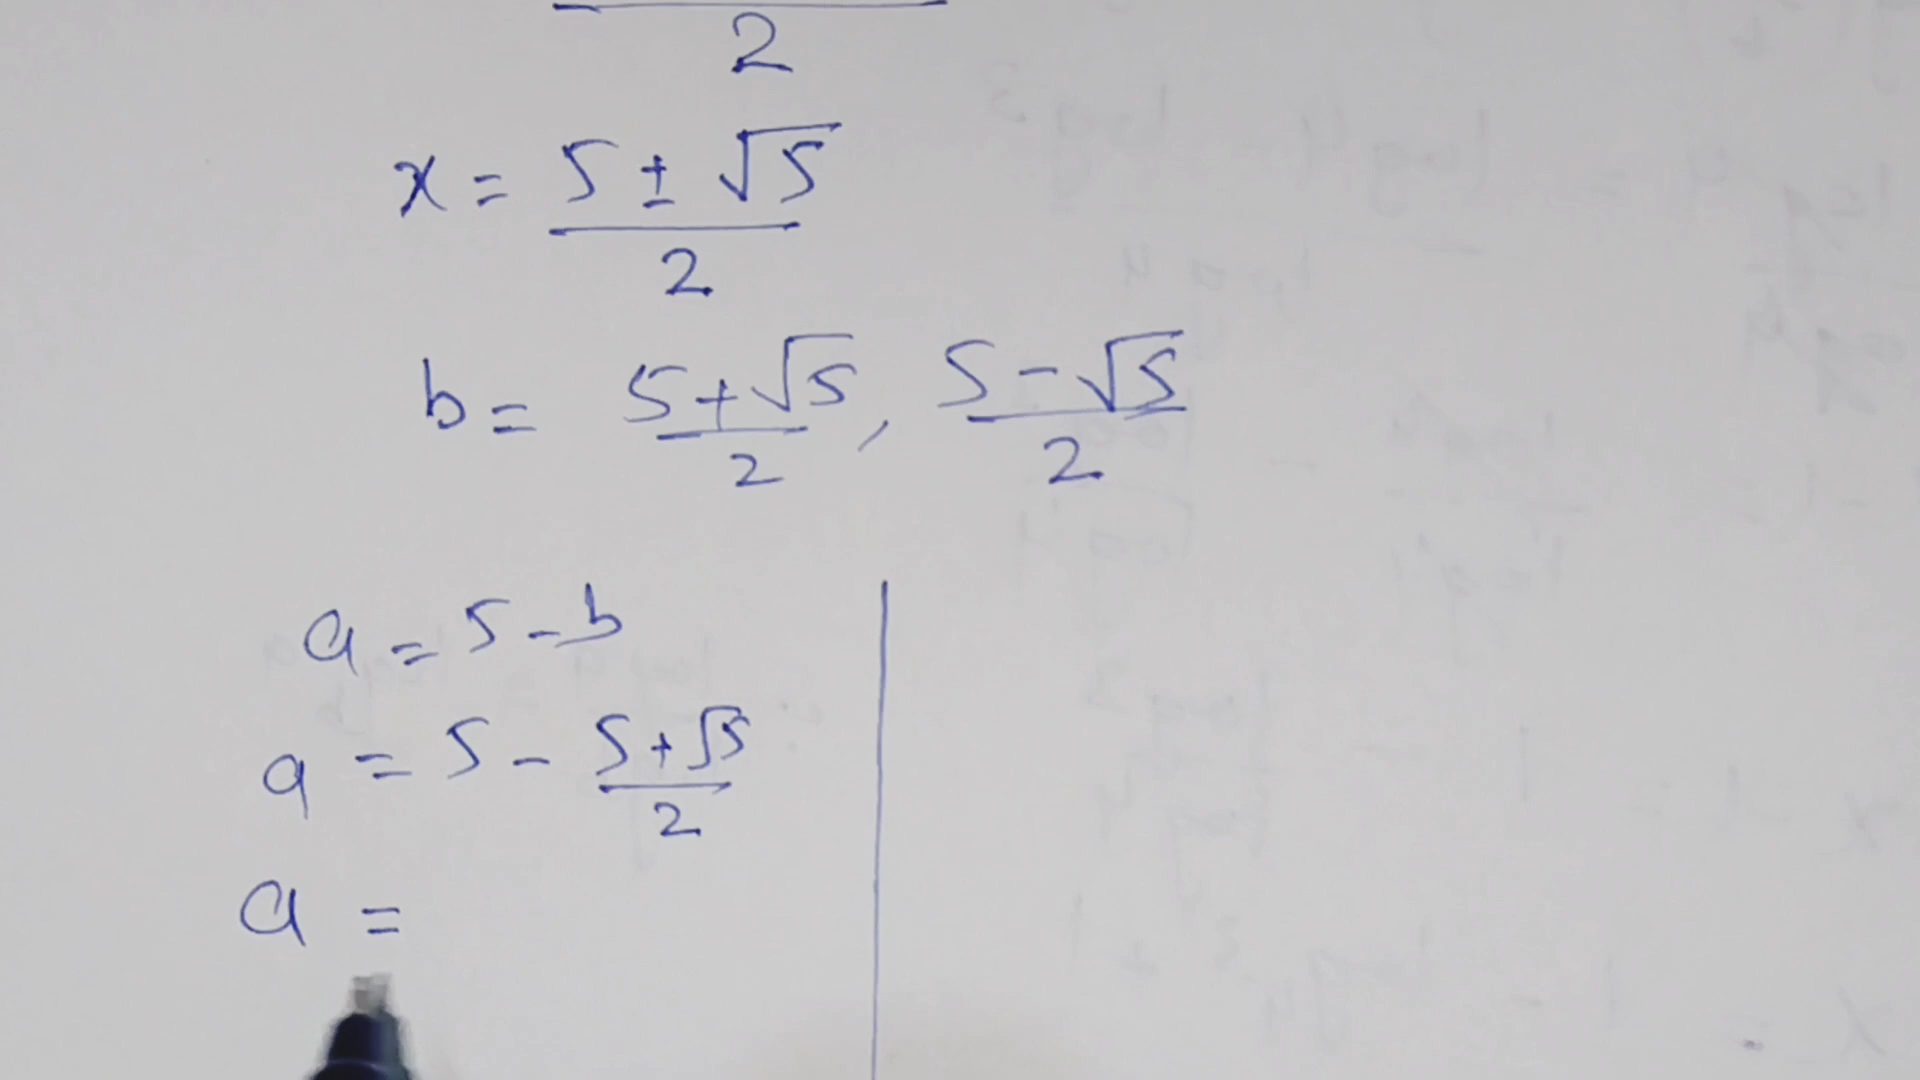 2
x = 5 ± √5 / 2
b = 5 + √5 / 2 , 5 - √5 / 2
a = 5 - b
a = 5 - 5 + √5 / 2
a =